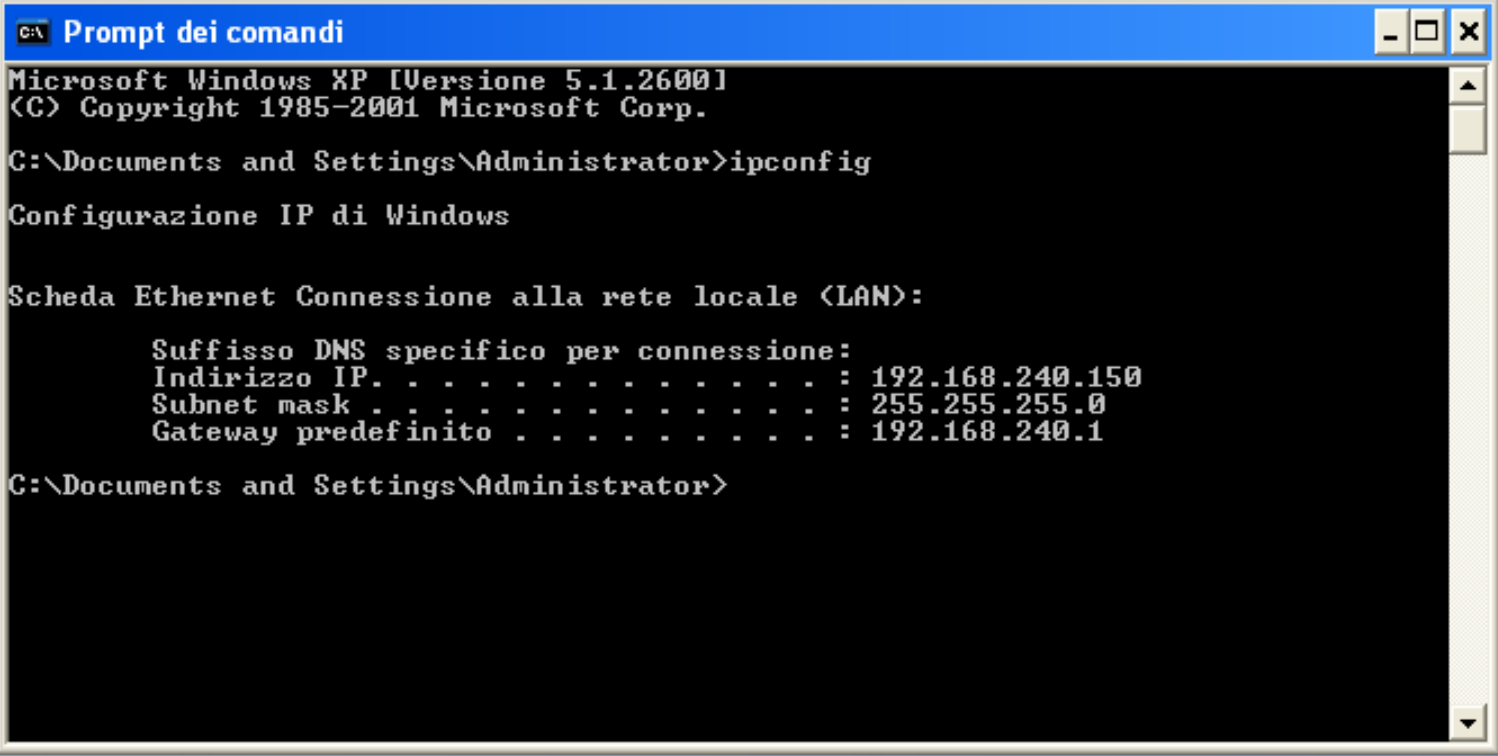 Prompt dei comandi
Microsoft Windows XP [Versione 5.1.2600]
(C) Copyright 1985-2001 Microsoft Corp.
C:\Documents and Settings\Administrator>ipconfig
Configurazione IP di Windows
Scheda Ethernet Connessione alla rete locale (LAN):
Suffisso DNS specifico per connessione:
Indirizzo IP. . . . . . . . . . . . . : 192.168.240.150
Subnet mask . . . . . . . . . . . . . : 255.255.255.0
Gateway predefinito . . . . . . . . . : 192.168.240.1
C:\Documents and Settings\Administrator>